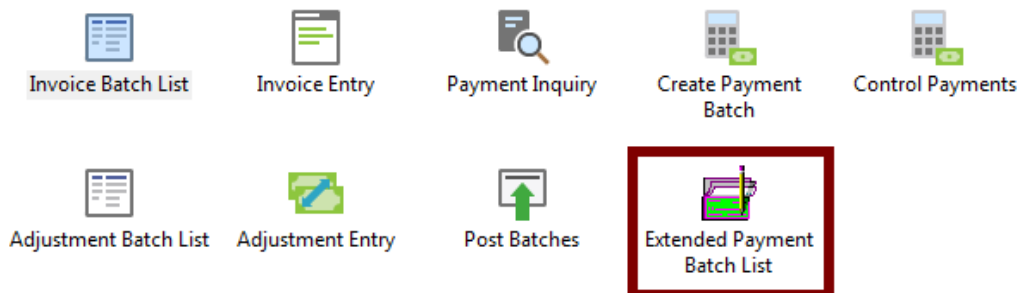 Invoice Batch List
Invoice Entry
Payment Inquiry
Create Payment
Batch
Control Payments
Adjustment Batch List
Adjustment Entry
Post Batches
Extended Payment
Batch List